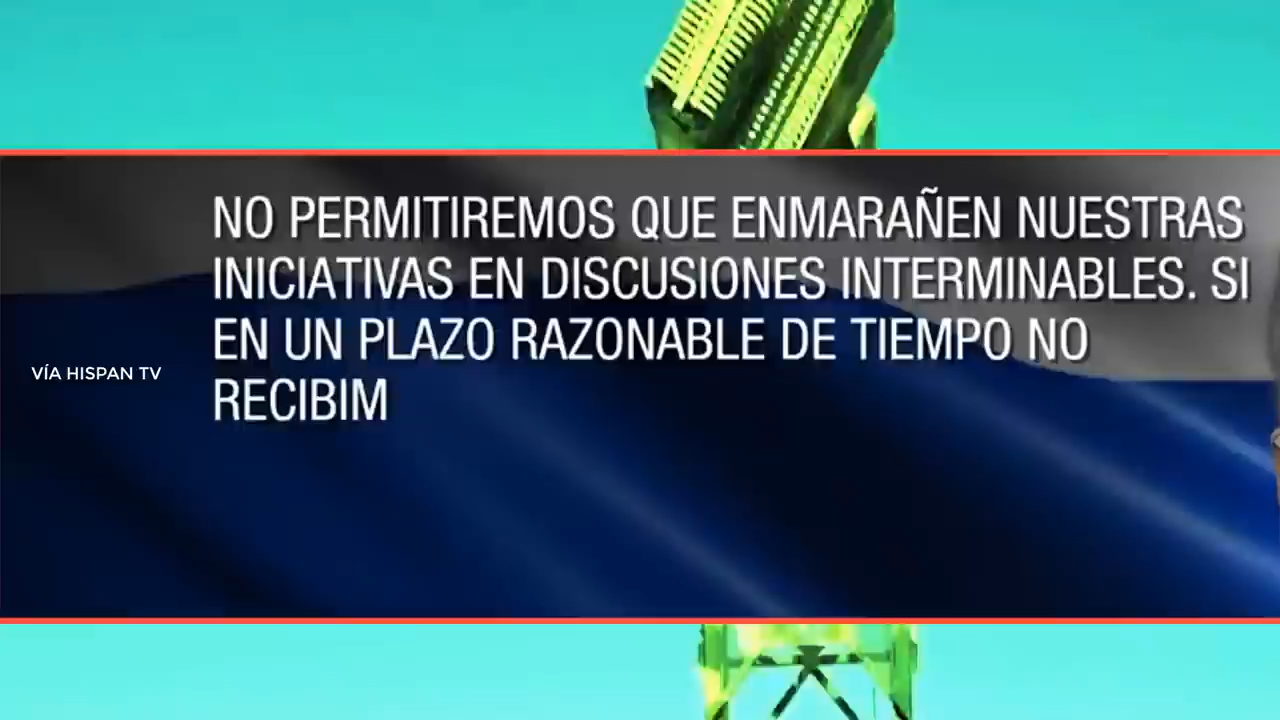 NO PERMITIREMOS QUE ENMARAÑEN NUESTRAS
INICIATIVAS EN DISCUSIONES INTERMINABLES. SI
EN UN PLAZO RAZONABLE DE TIEMPO NO
RECIBIM
VÍA HISPAN TV